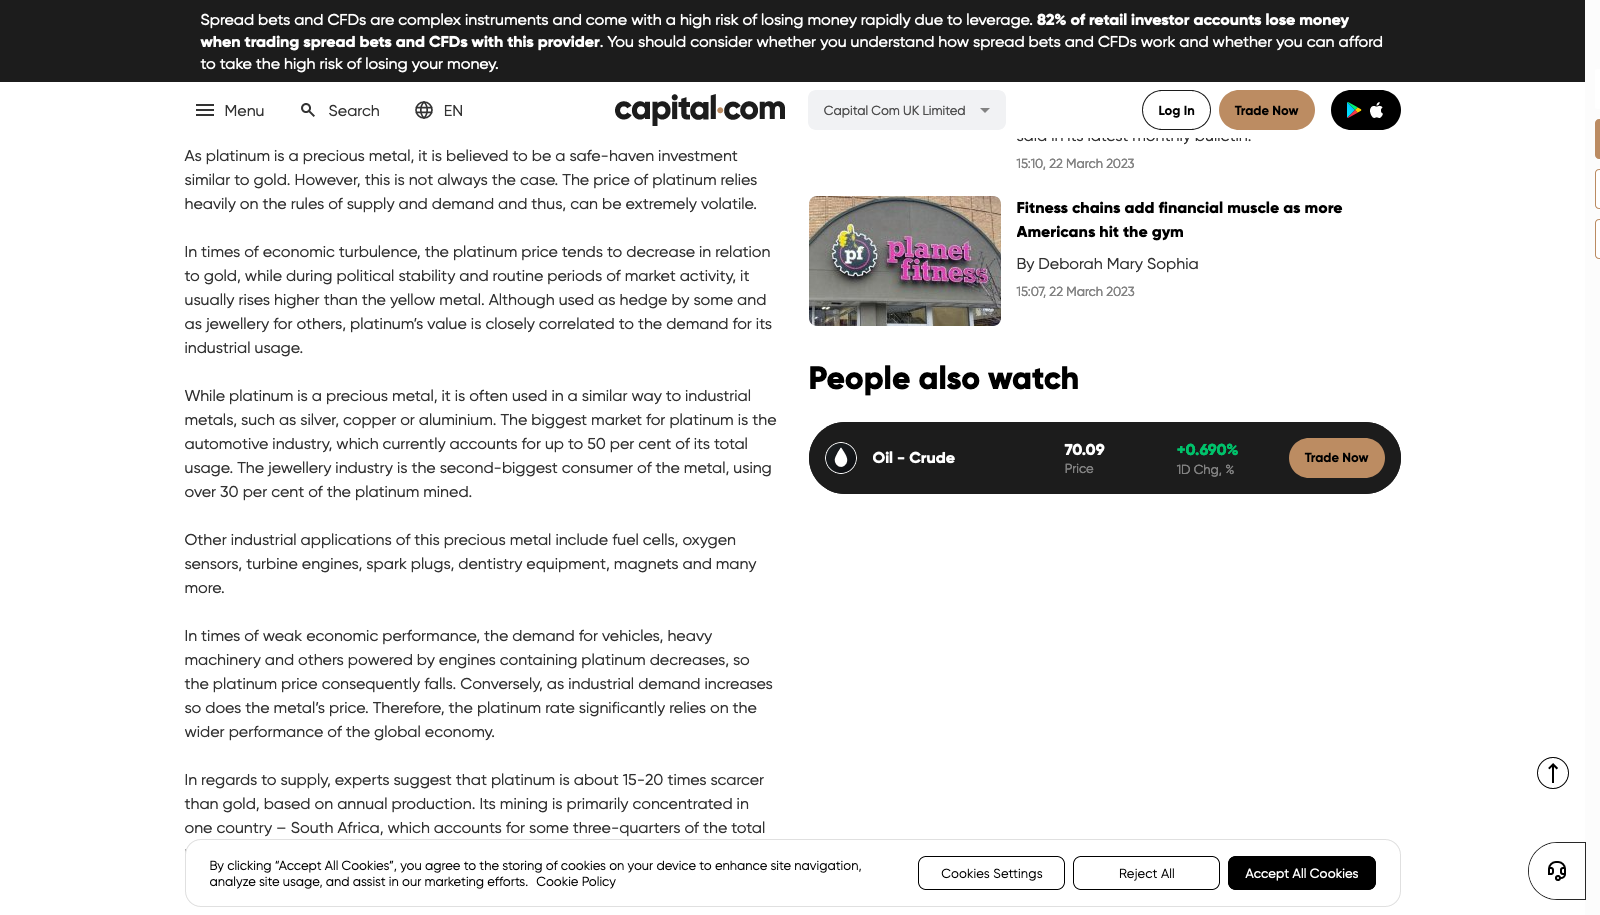 Spread bets and CFDs are complex instruments and come with a high risk of losing money rapidly due to leverage. 82% of retail investor accounts lose money
when trading spread bets and CFDs with this provider. You should consider whether you understand how spread bets and CFDs work and whether you can afford
to take the high risk of losing your money.
Menu
Search
EN
capital.com
Capital Com UK Limited
Log In
Trade Now
As platinum is a precious metal, it is believed to be a safe-haven investment
similar to gold. However, this is not always the case. The price of platinum relies
heavily on the rules of supply and demand and thus, can be extremely volatile.
In times of economic turbulence, the platinum price tends to decrease in relation
to gold, while during political stability and routine periods of market activity, it
usually rises higher than the yellow metal. Although used as hedge by some and
as jewellery for others, platinum’s value is closely correlated to the demand for its
industrial usage.
While platinum is a precious metal, it is often used in a similar way to industrial
metals, such as silver, copper or aluminium. The biggest market for platinum is the
automotive industry, which currently accounts for up to 50 per cent of its total
usage. The jewellery industry is the second-biggest consumer of the metal, using
over 30 per cent of the platinum mined.
Other industrial applications of this precious metal include fuel cells, oxygen
sensors, turbine engines, spark plugs, dentistry equipment, magnets and many
more.
In times of weak economic performance, the demand for vehicles, heavy
machinery and others powered by engines containing platinum decreases, so
the platinum price consequently falls. Conversely, as industrial demand increases
so does the metal’s price. Therefore, the platinum rate significantly relies on the
wider performance of the global economy.
In regards to supply, experts suggest that platinum is about 15-20 times scarcer
than gold, based on annual production. Its mining is primarily concentrated in
one country – South Africa, which accounts for some three-quarters of the total
said in its latest monthly bulletin.
15:10, 22 March 2023
pf
planet
fitness
Fitness chains add financial muscle as more
Americans hit the gym
By Deborah Mary Sophia
15:07, 22 March 2023
People also watch
Oil - Crude
70.09
Price
+0.690%
1D Chg, %
Trade Now
By clicking “Accept All Cookies”, you agree to the storing of cookies on your device to enhance site navigation,
analyze site usage, and assist in our marketing efforts. Cookie Policy
Cookies Settings
Reject All
Accept All Cookies